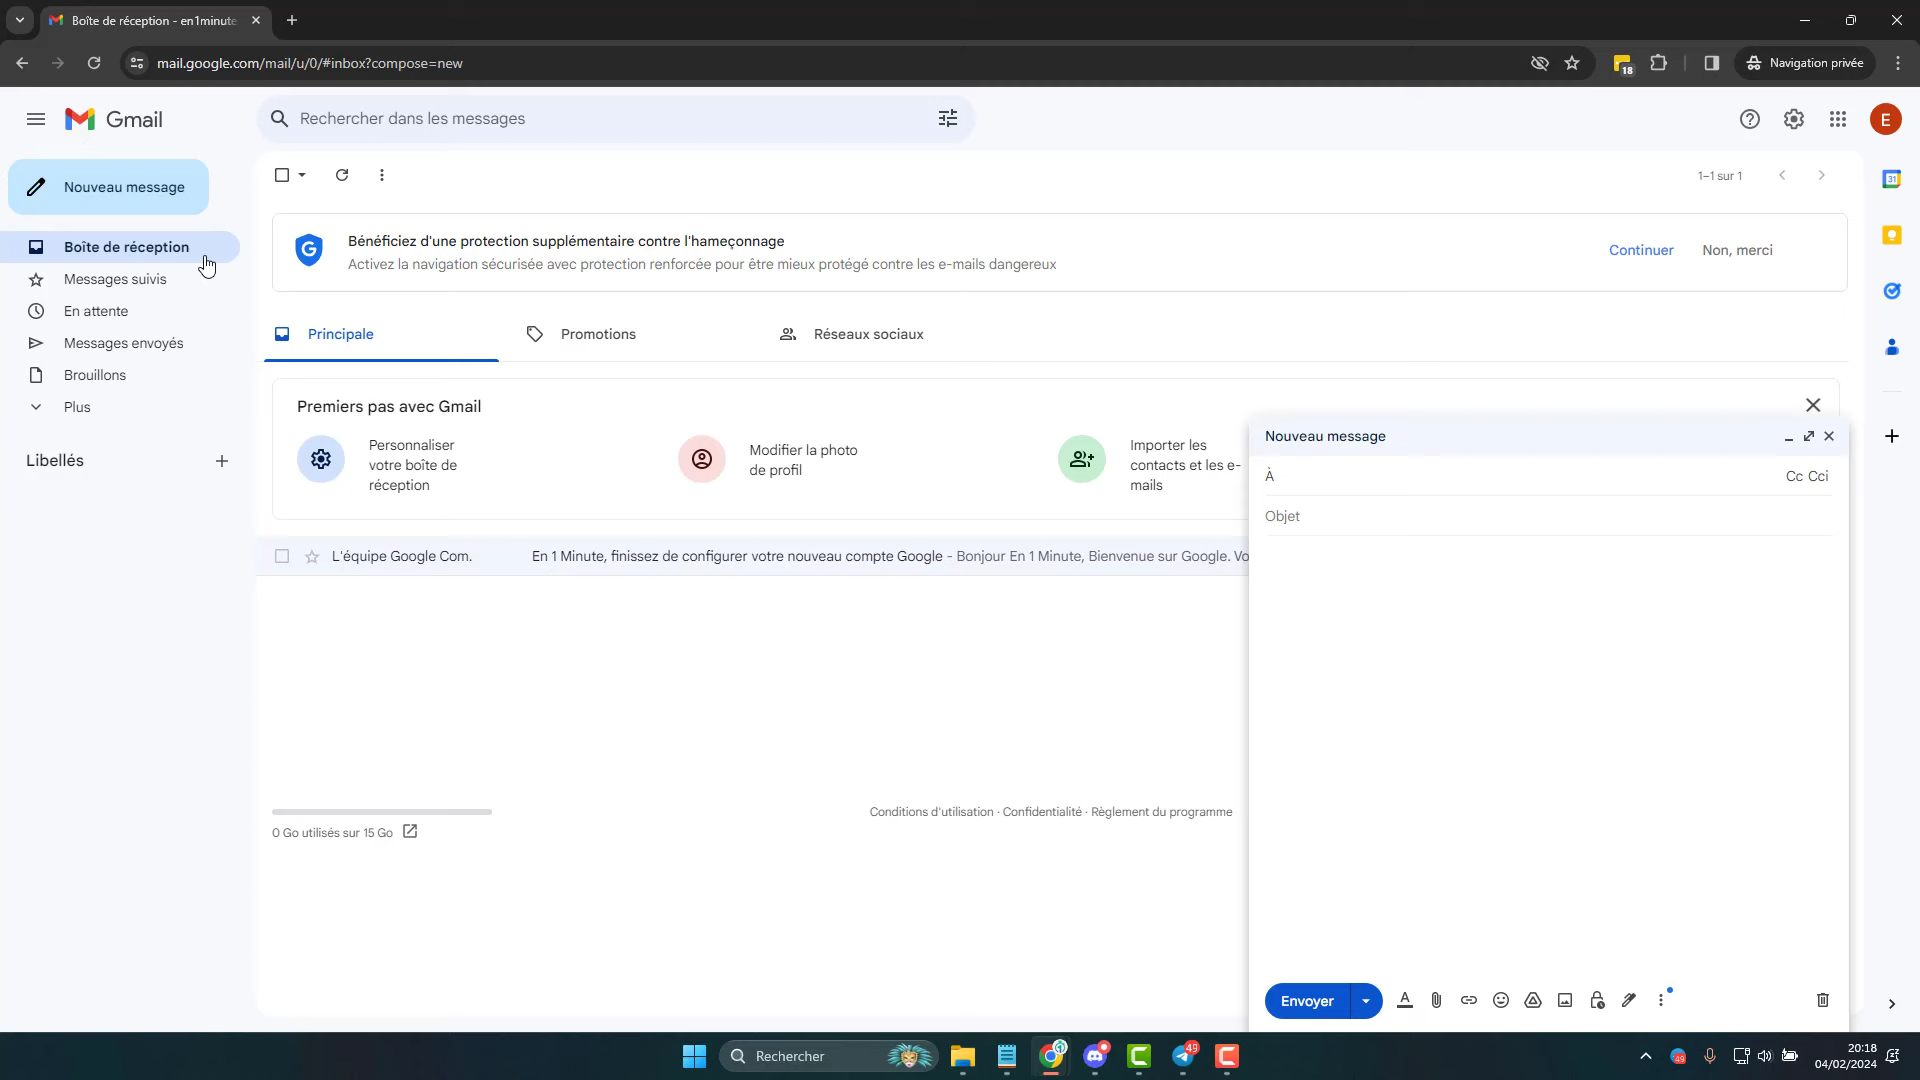 Boîte de réception - en1minute
mail.google.com/mail/u/0/#inbox?compose=new
18
Navigation privée
Gmail
Rechercher dans les messages
E
Nouveau message
1–1 sur 1
31
Bénéficiez d'une protection supplémentaire contre l'hameçonnage
Activez la navigation sécurisée avec protection renforcée pour être mieux protégé contre les e-mails dangereux
Continuer
Non, merci
Boîte de réception
Messages suivis
En attente
Messages envoyés
Brouillons
Plus
Libellés
Principale
Promotions
Réseaux sociaux
Premiers pas avec Gmail
Personnaliser
votre boîte de
réception
Modifier la photo
de profil
Importer les
contacts et les e-
mails
L'équipe Google Com.
En 1 Minute, finissez de configurer votre nouveau compte Google - Bonjour En 1 Minute, Bienvenue sur Google. Vo
0 Go utilisés sur 15 Go
Conditions d'utilisation · Confidentialité · Règlement du programme
Nouveau message
À
Cc Cci
Objet
Envoyer
Rechercher
49
49
20:18
04/02/2024